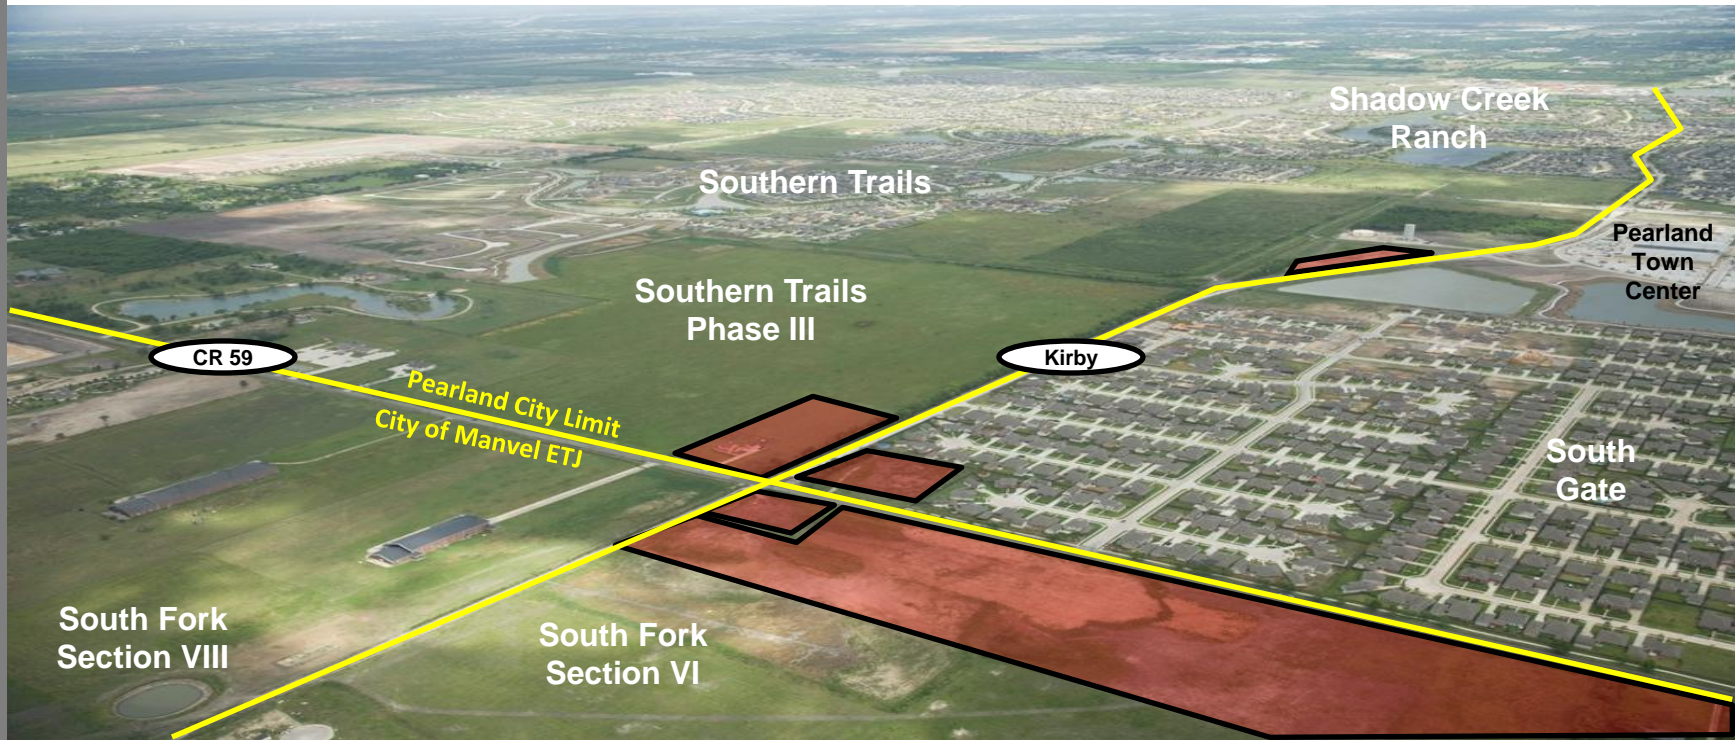 Shadow Creek
Ranch
Southern Trails
Pearland
Town
Center
Southern Trails
Phase III
CR 59
Kirby
Pearland City Limit
City of Manvel ETJ
South
Gate
South Fork
Section VIII
South Fork
Section VI